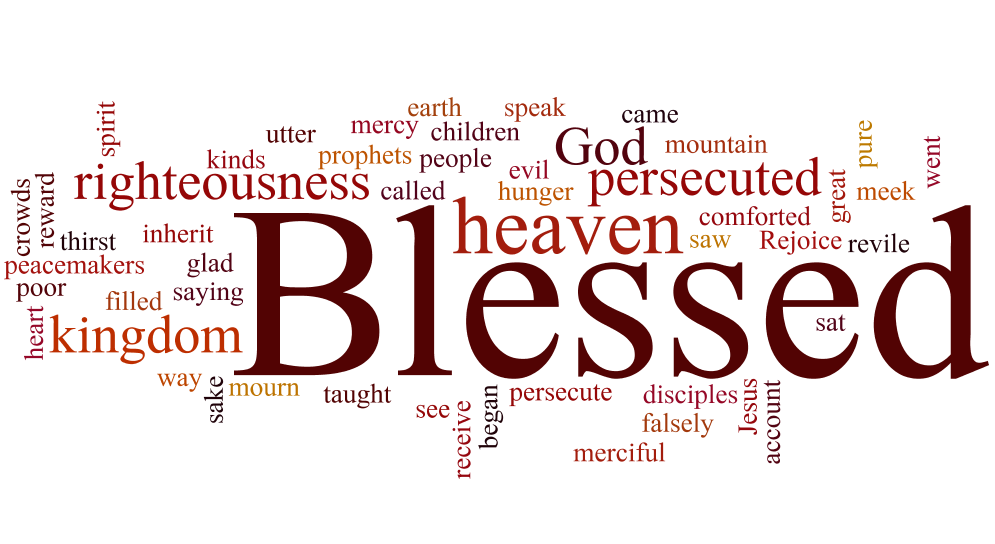 earth
speak
came
spirit
utter
mercy
children
God
mountain
pure
went
kinds
prophets
people
evil
righteousness
called
hunger
persecuted
great
meek
crowds
reward
thirst
inherit
heaven
comforted
saw
Rejoice
revile
peacemakers
glad
Blessed
poor
filled
saying
sat
heart
kingdom
way
sake
mourn
taught
see
receive
began
persecute
disciples
Jesus
account
falsely
merciful